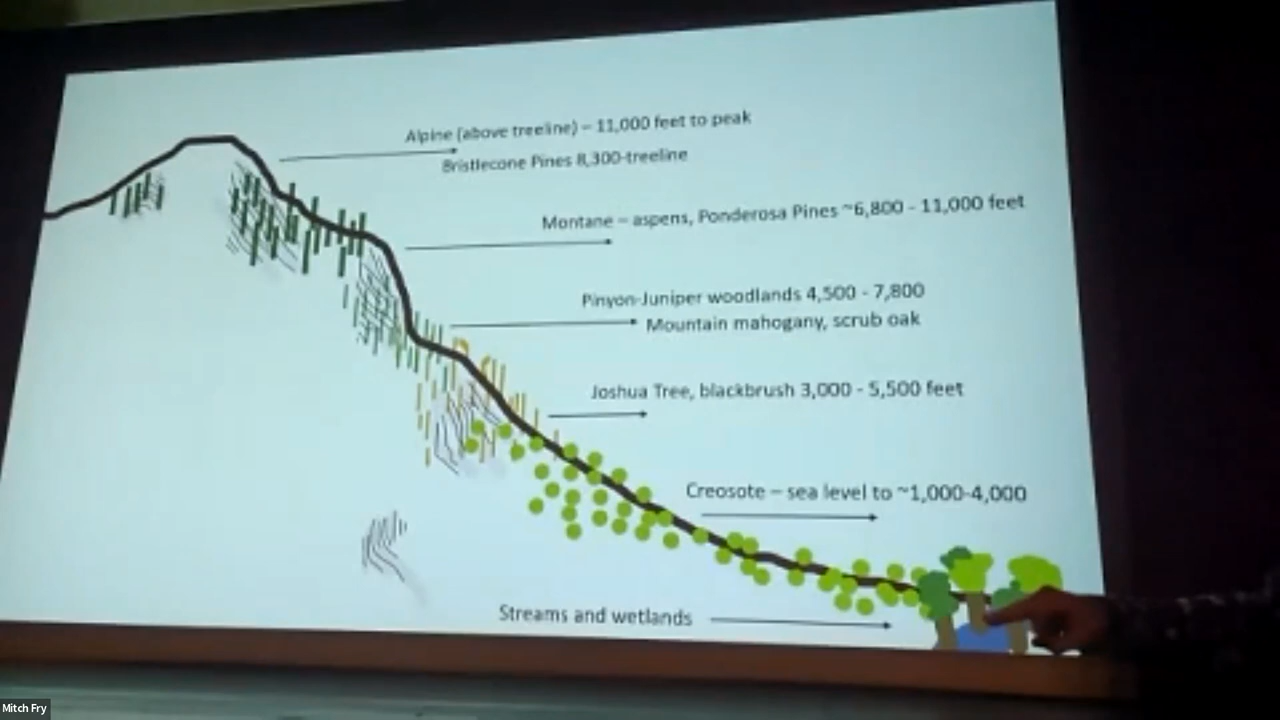 Alpine (above treeline) – 11,000 feet to peak
Bristlecone Pines 8,300-treeline
Montane – aspens, Ponderosa Pines ~6,800 - 11,000 feet
Pinyon-Juniper woodlands 4,500 - 7,800
Mountain mahogany, scrub oak
Joshua Tree, blackbrush 3,000 - 5,500 feet
Creosote – sea level to ~1,000-4,000
Streams and wetlands
Mitch Fry